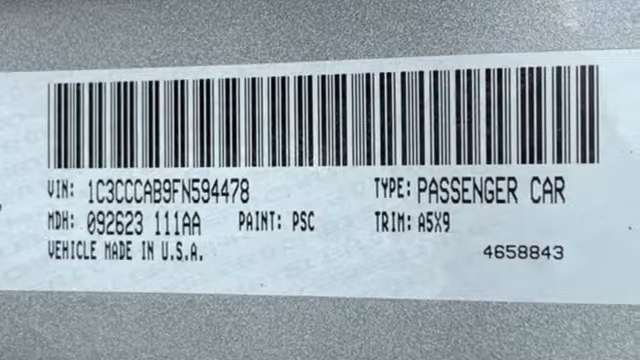 VIN: 1C3CCCAB9FN594478 TYPE: PASSENGER CAR
MDH: 092623 111AA PAINT: PSC TRIM: A5X9
VEHICLE MADE IN U.S.A. 4658843